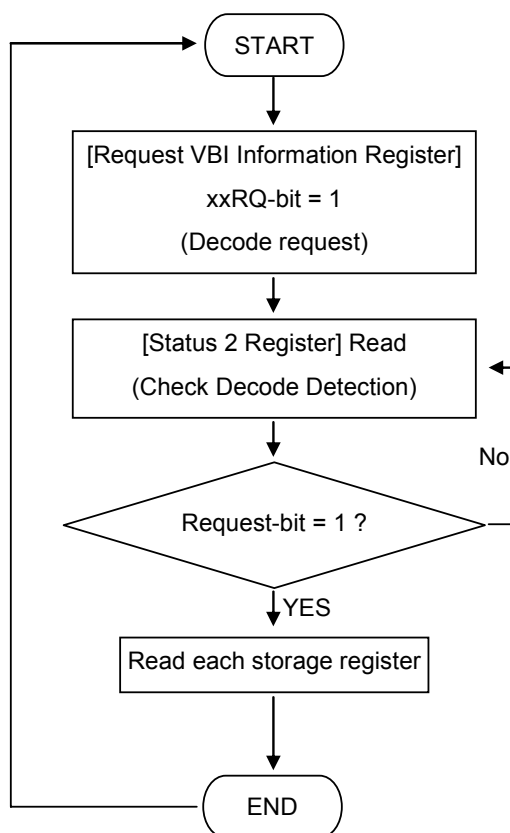 START
[Request VBI Information Register]
xxRQ-bit = 1
(Decode request)
[Status 2 Register] Read
(Check Decode Detection)
No
Request-bit = 1 ?
YES
Read each storage register
END